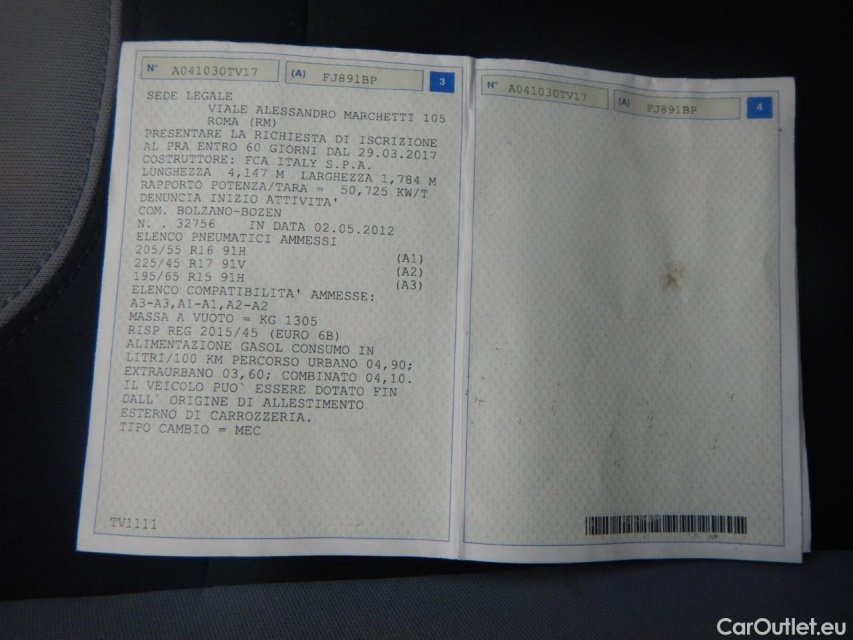 N° A041030TV17 (A) FJ891BP 3
SEDE LEGALE
VIALE ALESSANDRO MARCHETTI 105
ROMA (RM)
PRESENTARE LA RICHIESTA DI ISCRIZIONE
AL PRA ENTRO 60 GIORNI DAL 29.03.2017
COSTRUTTORE: FCA ITALY S.P.A.
LUNGHEZZA 4,147 M LARGHEZZA 1,784 M
RAPPORTO POTENZA/TARA = 50,725 KW/T
DENUNCIA INIZIO ATTIVITA'
COM. BOLZANO-BOZEN
N. . 32756 IN DATA 02.05.2012
ELENCO PNEUMATICI AMMESSI
205/55 R16 91H (A1)
225/45 R17 91V (A2)
195/65 R15 91H (A3)
ELENCO COMPATIBILITA' AMMESSE:
A3-A3,A1-A1,A2-A2
MASSA A VUOTO = KG 1305
RISP REG 2015/45 (EURO 6B)
ALIMENTAZIONE GASOL CONSUMO IN
LITRI/100 KM PERCORSO URBANO 04,90;
EXTRAURBANO 03,60; COMBINATO 04,10.
IL VEICOLO PUO` ESSERE DOTATO FIN
DALL` ORIGINE DI ALLESTIMENTO
ESTERNO DI CARROZZERIA.
TIPO CAMBIO = MEC
TV1111
N° A041030TV17 (A) FJ891BP 4
CarOutlet.eu